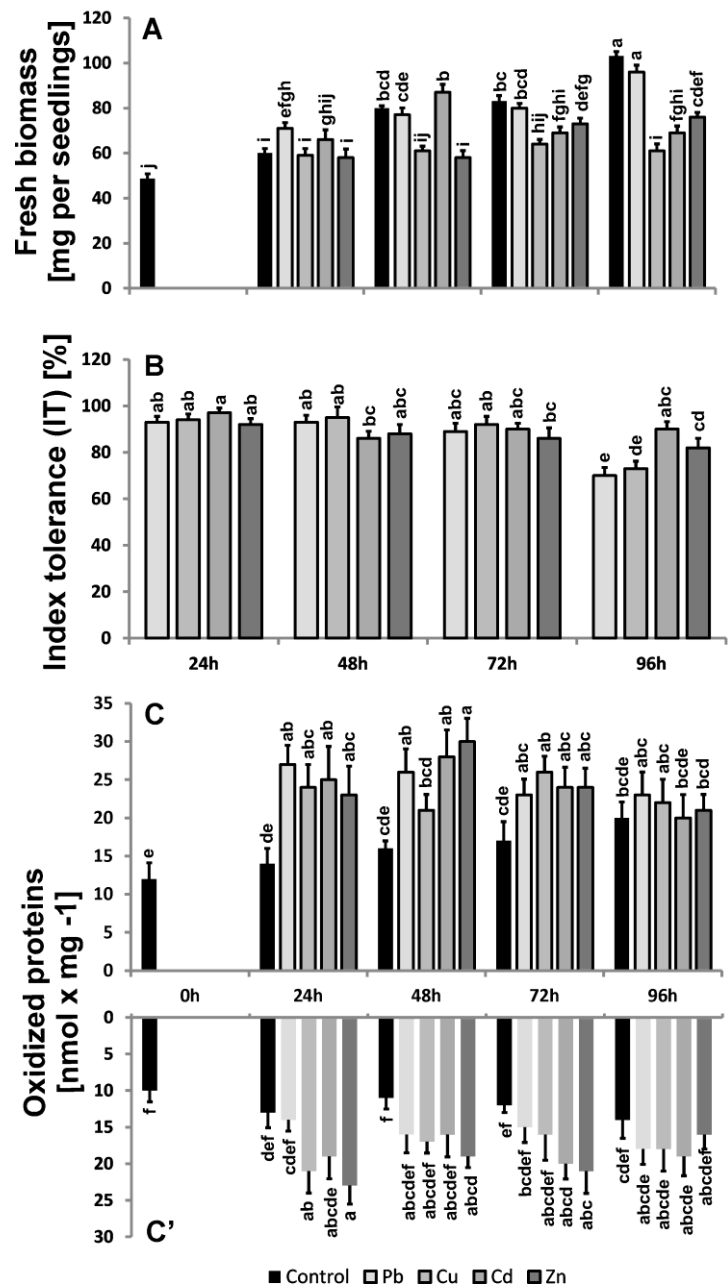 A
Fresh biomass
[mg per seedlings]
120
100
80
60
40
20
0
ij
i
efgh
i
ghij
i
bcd
cde
iij
b
i
bc
bcd
hij
fghi
defg
a
a
i
fghi
cdef
B
Index tolerance (IT) [%]
120
100
80
60
40
20
0
ab
ab
a
ab
ab
ab
bc
abc
abc
ab
abc
bc
e
de
abc
cd
24h
48h
72h
96h
C
Oxidized proteins
[nmol x mg -1]
35
30
25
20
15
10
5
0
e
de
ab
abc
ab
abc
cde
ab
bcd
ab
a
cde
abc
ab
abc
abc
bcde
abc
abc
bcde
bcd
0h
24h
48h
72h
96h
0
5
10
15
20
25
30
f
def
cdef
ab
abcde
a
f
abcdef
abcdef
abcdef
abcd
ef
bcdef
abcdef
abcd
abc
cdef
abcdef
abcde
abcde
abcdef
C'
Control
Pb
Cu
Cd
Zn